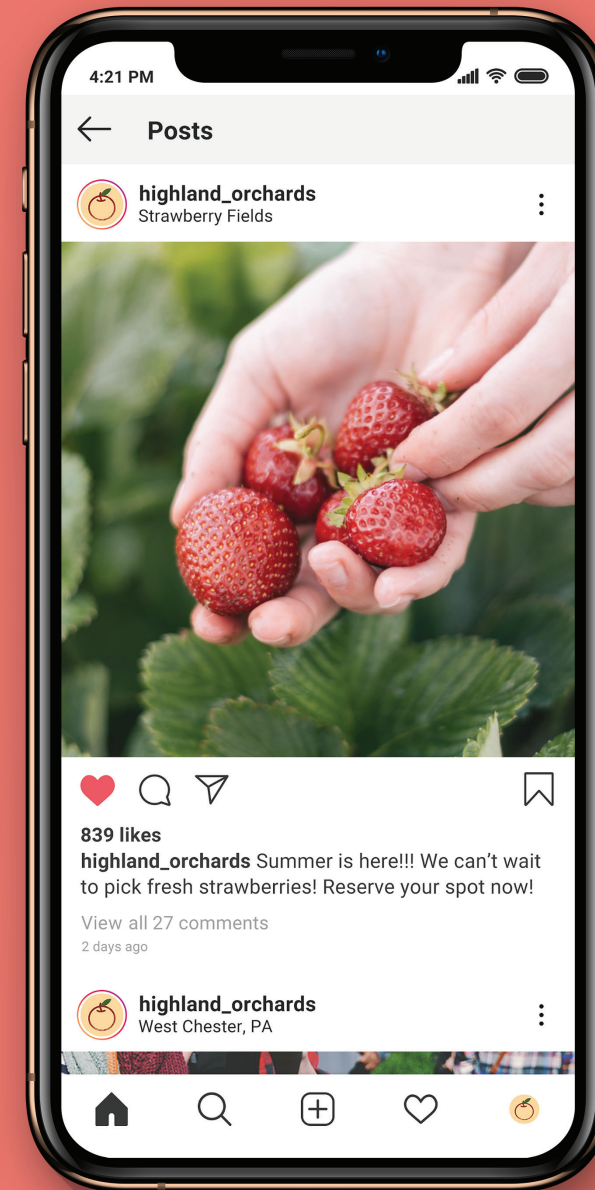 4:21 PM
Posts
highland_orchards
Strawberry Fields
839 likes
highland_orchards Summer is here!!! We can’t wait
to pick fresh strawberries! Reserve your spot now!
View all 27 comments
2 days ago
highland_orchards
West Chester, PA